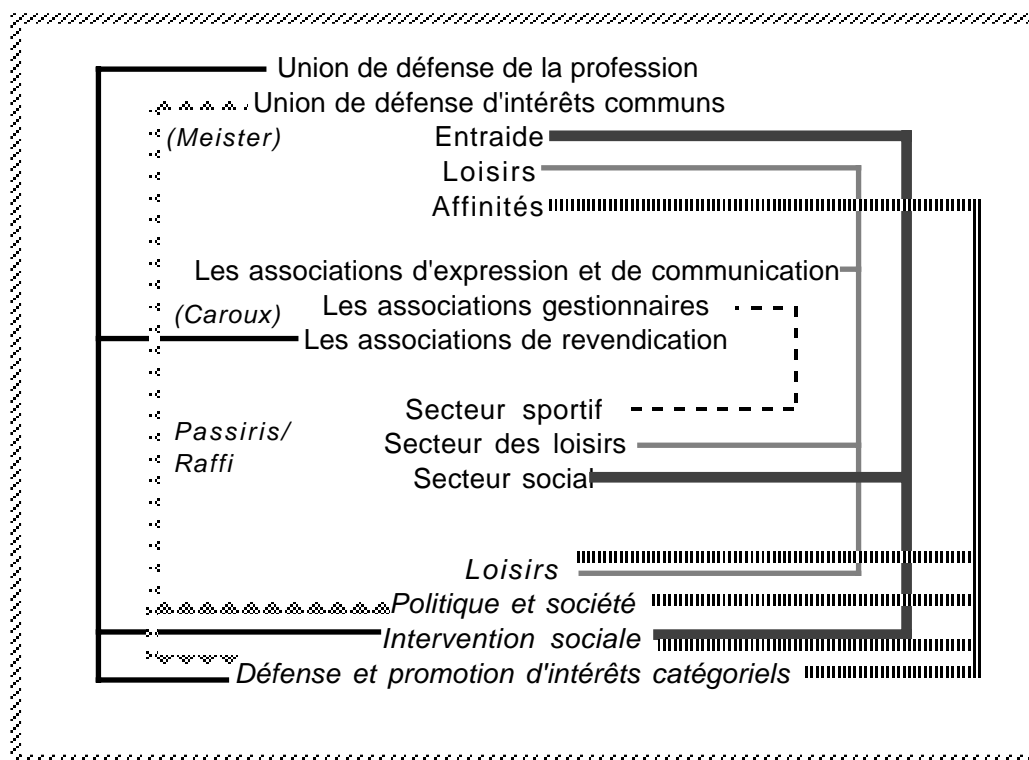 Union de défense de la profession
Union de défense d'intérêts communs
(Meister)
Entraide
Loisirs
Affinités
Les associations d'expression et de communication
(Caroux)
Les associations gestionnaires
Les associations de revendication
Passiris/
Raffi
Secteur sportif
Secteur des loisirs
Secteur social
Loisirs
Politique et société
Intervention sociale
Défense et promotion d'intérêts catégoriels